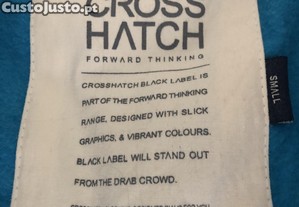 CustoJusto.pt
CROSS
HATCH
FORWARD THINKING
CROSSHATCH BLACK LABEL IS
PART OF THE FORWARD THINKING
RANGE, DESIGNED WITH SLICK
GRAPHICS, & VIBRANT COLOURS.
BLACK LABEL WILL STAND OUT
FROM THE DRAB CROWD.
SMALL